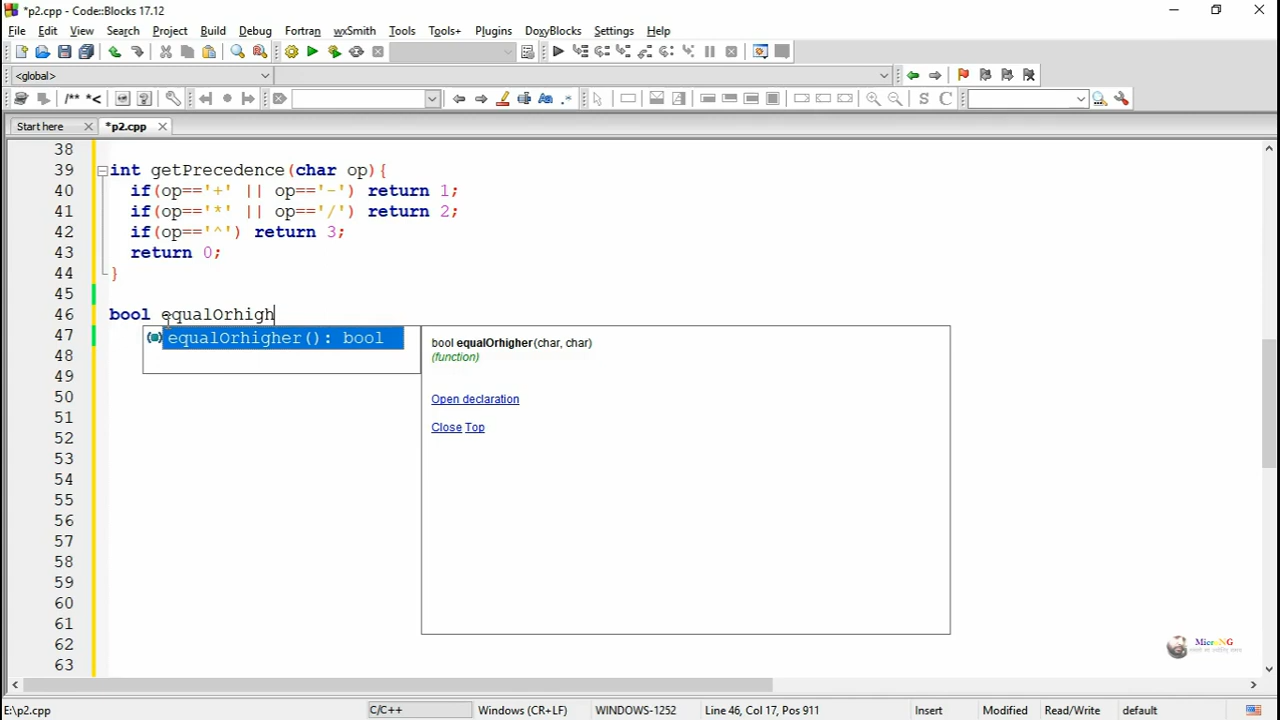 *p2.cpp - Code::Blocks 17.12
File Edit View Search Project Build Debug Fortran wxSmith Tools Tools+ Plugins DoxyBlocks Settings Help
<global>
/** *<
S C
Start here *p2.cpp
38
39 int getPrecedence(char op){
40 if(op=='+' || op=='-') return 1;
41 if(op=='*' || op=='/') return 2;
42 if(op=='^') return 3;
43 return 0;
44 }
45
46 bool equalOrhigh
47 equalOrhigher(): bool
bool equalOrhigher(char, char)
(function)
48
49
Open declaration
50
Close Top
51
52
53
54
55
56
57
58
59
60
61
62
MicroNG
63
E:\p2.cpp C/C++ Windows (CR+LF) WINDOWS-1252 Line 46, Col 17, Pos 911 Insert Modified Read/Write default